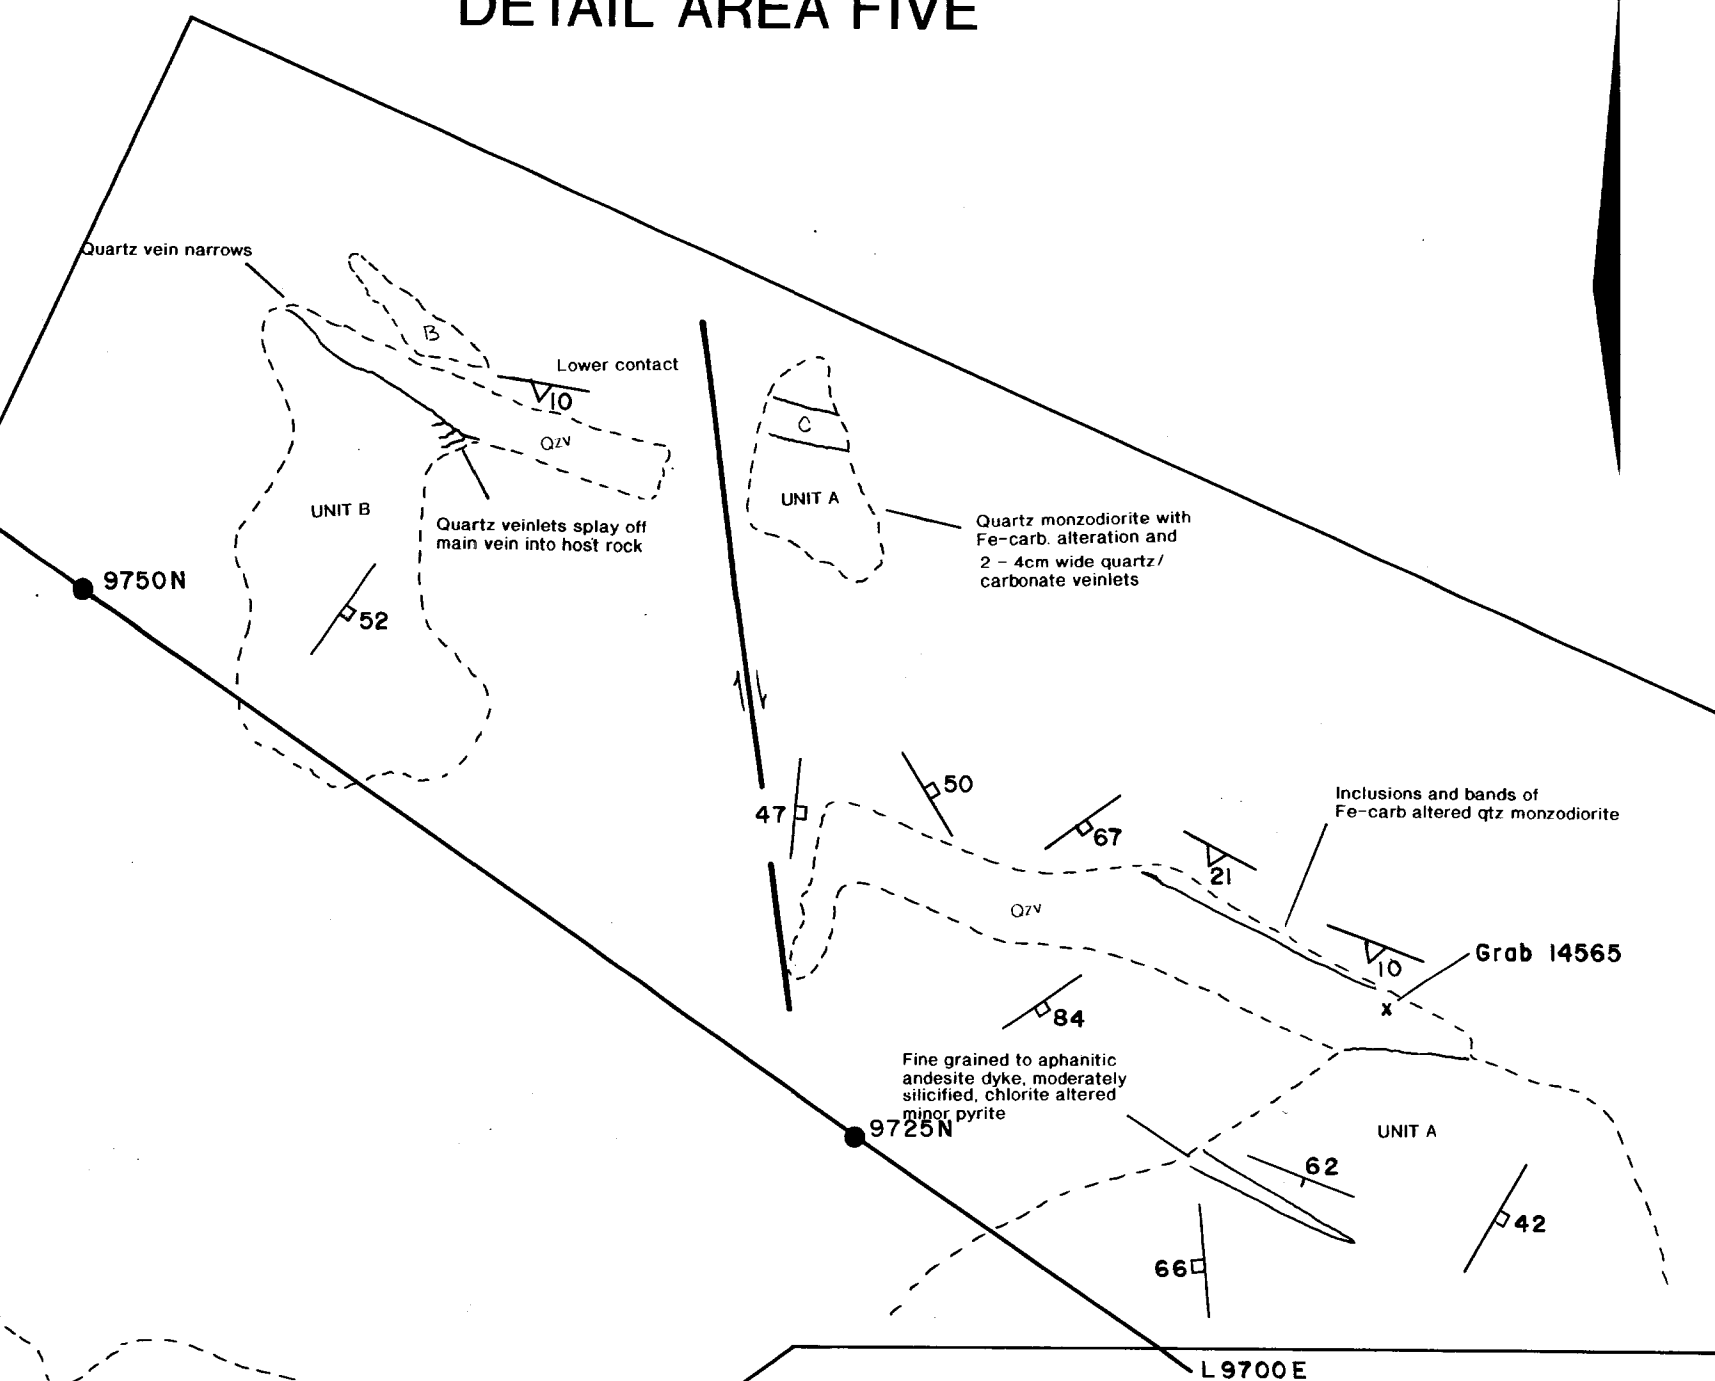 DETAIL AREA FIVE
Quartz vein narrows
B
Lower contact
10
C
Qzv
UNIT A
UNIT B
Quartz veinlets splay off
main vein into host rock
Quartz monzodiorite with
Fe-carb. alteration and
2 - 4cm wide quartz/
carbonate veinlets
9750N
52
50
47
67
Inclusions and bands of
Fe-carb altered qtz monzodiorite
21
Qzv
10
Grab 14565
x
84
Fine grained to aphanitic
andesite dyke, moderately
silicified, chlorite altered
minor pyrite
9725N
UNIT A
62
42
66
L9700E